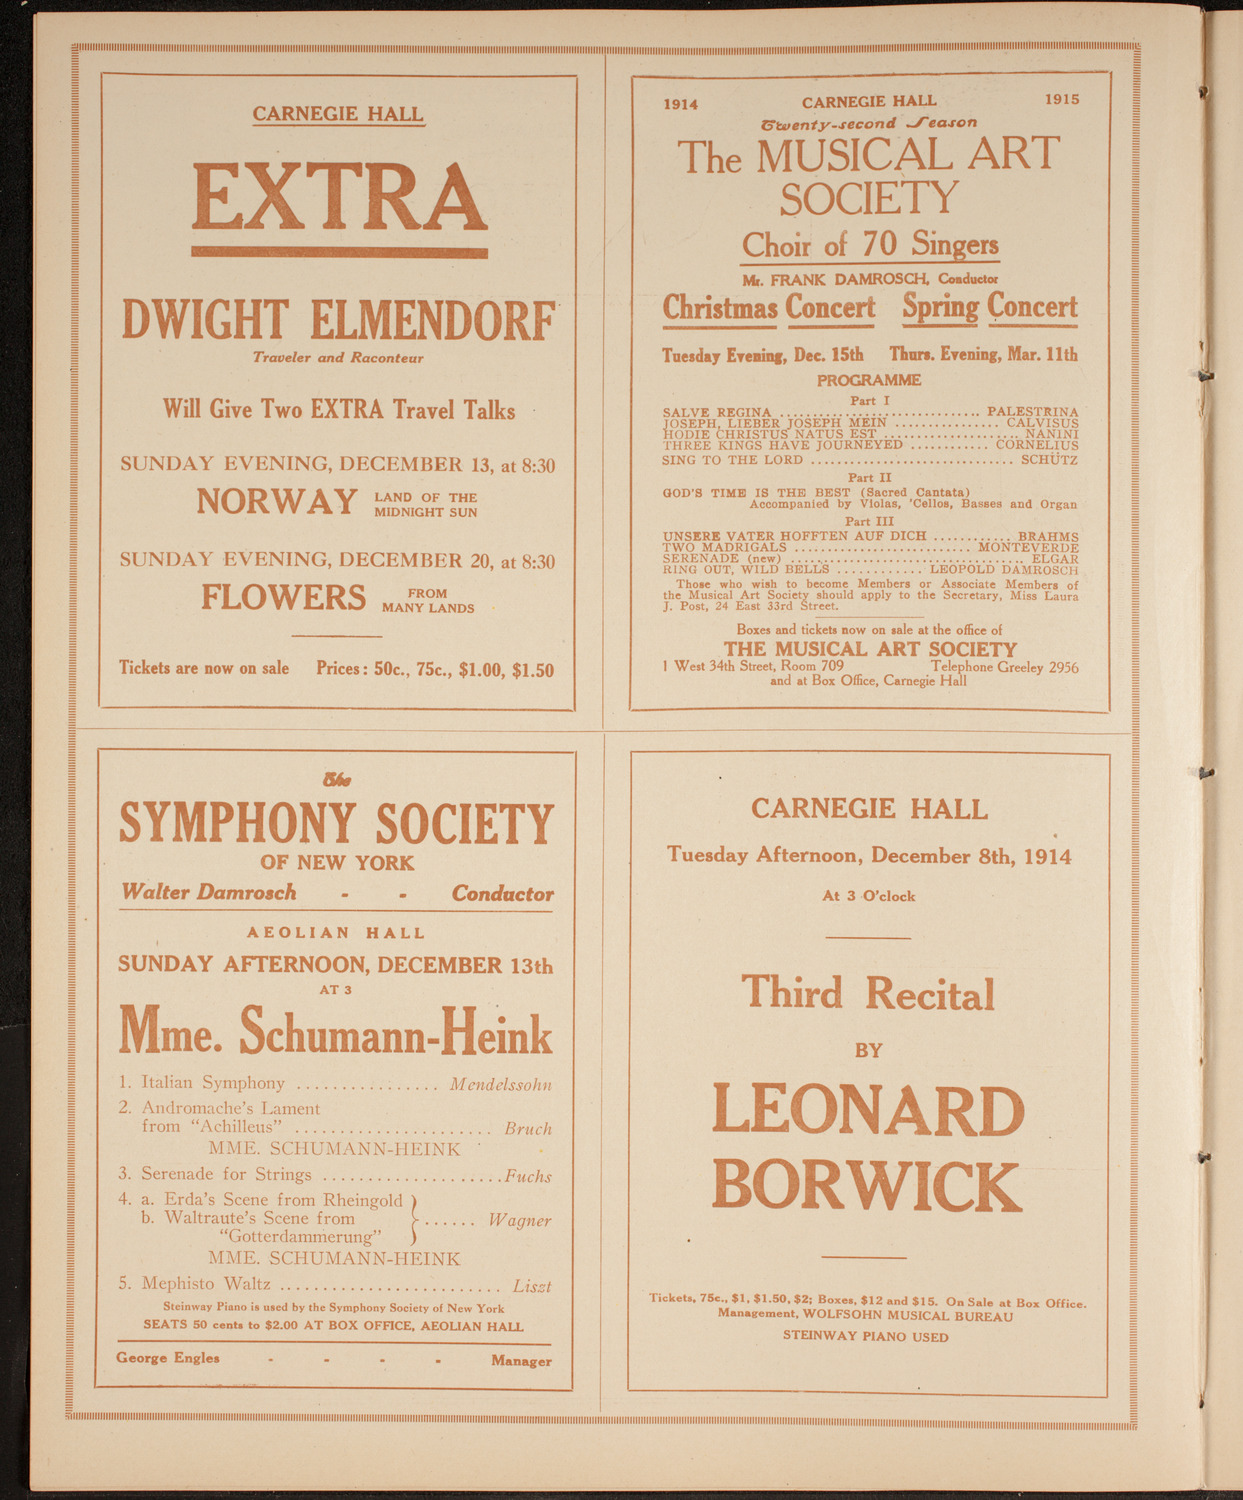 CARNEGIE HALL
EXTRA
DWIGHT ELMENDORF
Traveler and Raconteur
Will Give Two EXTRA Travel Talks
SUNDAY EVENING, DECEMBER 13, at 8:30
NORWAY LAND OF THE
MIDNIGHT SUN
SUNDAY EVENING, DECEMBER 20, at 8:30
FLOWERS FROM
MANY LANDS
Tickets are now on sale Prices: 50c., 75c., $1.00, $1.50
1914 CARNEGIE HALL 1915
Twenty-second Season
The MUSICAL ART
SOCIETY
Choir of 70 Singers
Mr. FRANK DAMROSCH, Conductor
Christmas Concert Spring Concert
Tuesday Evening, Dec. 15th Thurs. Evening, Mar. 11th
PROGRAMME
Part I
SALVE REGINA ............................. PALESTRINA
JOSEPH, LIEBER JOSEPH MEIN ................ CALVISUS
HODIE CHRISTUS NATUS EST .................... NANINI
THREE KINGS HAVE JOURNEYED ............ CORNELIUS
SING TO THE LORD ............................... SCHÜTZ
Part II
GOD'S TIME IS THE BEST (Sacred Cantata)
Accompanied by Violas, 'Cellos, Basses and Organ
Part III
UNSERE VATER HOFFTEN AUF DICH ............ BRAHMS
TWO MADRIGALS ........................... MONTEVERDE
SERENADE (new) .................................... ELGAR
RING OUT, WILD BELLS ............. LEOPOLD DAMROSCH
Those who wish to become Members or Associate Members of
the Musical Art Society should apply to the Secretary, Miss Laura
J. Post, 24 East 33rd Street.
Boxes and tickets now on sale at the office of
THE MUSICAL ART SOCIETY
1 West 34th Street, Room 709 Telephone Greeley 2956
and at Box Office, Carnegie Hall
The
SYMPHONY SOCIETY
OF NEW YORK
Walter Damrosch - - Conductor
AEOLIAN HALL
SUNDAY AFTERNOON, DECEMBER 13th
AT 3
Mme. Schumann-Heink
1. Italian Symphony ................ Mendelssohn
2. Andromache's Lament
from "Achilleus" ...................... Bruch
MME. SCHUMANN-HEINK
3. Serenade for Strings ....................Fuchs
4. a. Erda's Scene from Rheingold
b. Waltraute's Scene from } ...... Wagner
"Gotterdammerung"
MME. SCHUMANN-HEINK
5. Mephisto Waltz .......................... Liszt
Steinway Piano is used by the Symphony Society of New York
SEATS 50 cents to $2.00 AT BOX OFFICE, AEOLIAN HALL
George Engles - - - - Manager
CARNEGIE HALL
Tuesday Afternoon, December 8th, 1914
At 3 O'clock
Third Recital
BY
LEONARD
BORWICK
Tickets, 75c., $1, $1.50, $2; Boxes, $12 and $15. On Sale at Box Office.
Management, WOLFSOHN MUSICAL BUREAU
STEINWAY PIANO USED